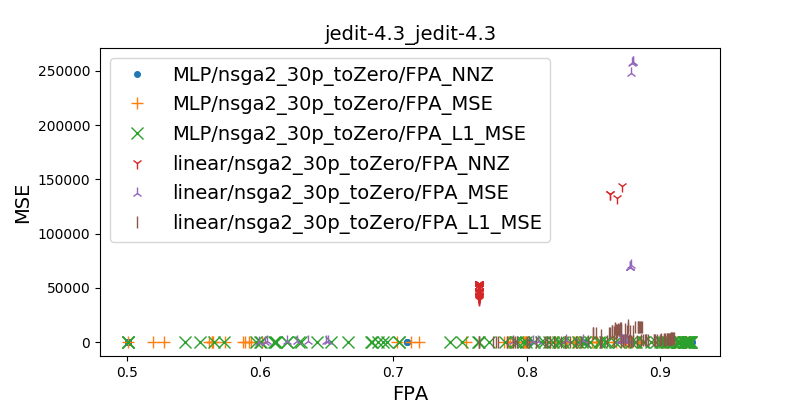 jedit-4.3_jedit-4.3
MLP/nsga2_30p_toZero/FPA_NNZ
MLP/nsga2_30p_toZero/FPA_MSE
MLP/nsga2_30p_toZero/FPA_L1_MSE
linear/nsga2_30p_toZero/FPA_NNZ
linear/nsga2_30p_toZero/FPA_MSE
linear/nsga2_30p_toZero/FPA_L1_MSE
MSE
250000
200000
150000
100000
50000
0
0.5 0.6 0.7 0.8 0.9
FPA